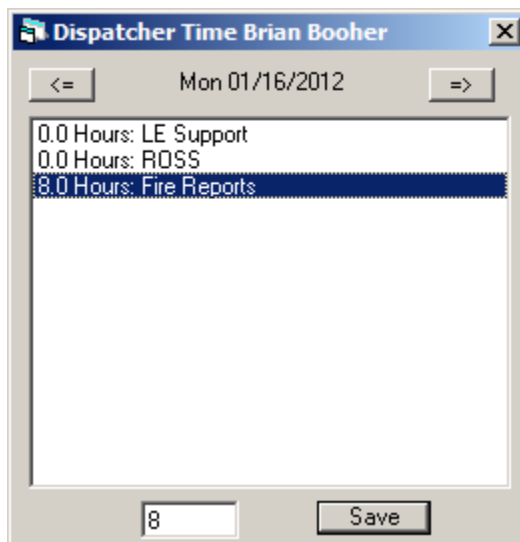 Dispatcher Time Brian Booher
<= Mon 01/16/2012 =>
0.0 Hours: LE Support
0.0 Hours: ROSS
8.0 Hours: Fire Reports
8 Save